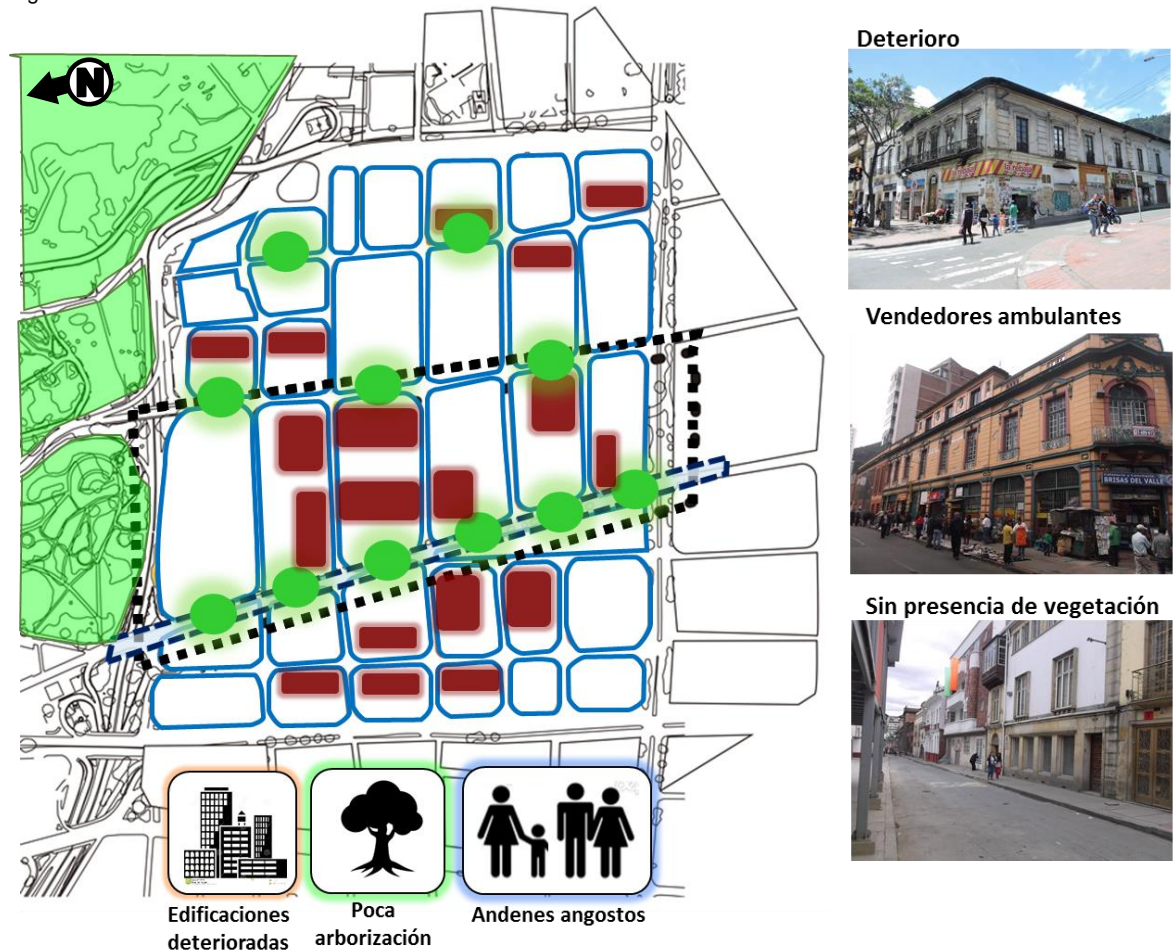 N
Deterioro
Vendedores ambulantes
BRISAS DEL VALLE
Sin presencia de vegetación
Edificaciones
deterioradas
Poca
arborización
Andenes angostos